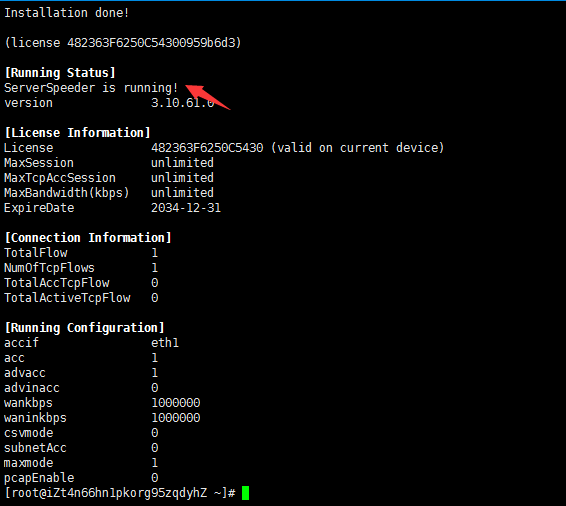 Installation done!
(license 482363F6250C54300959b6d3)
[Running Status]
ServerSpeeder is running!
version 3.10.61.0
[License Information]
License 482363F6250C5430 (valid on current device)
MaxSession unlimited
MaxTcpAccSession unlimited
MaxBandwidth(kbps) unlimited
ExpireDate 2034-12-31
[Connection Information]
TotalFlow 1
NumOfTcpFlows 1
TotalAccTcpFlow 0
TotalActiveTcpFlow 0
[Running Configuration]
accif eth1
acc 1
advacc 1
advinacc 0
wankbps 1000000
waninkbps 1000000
csvmode 0
subnetAcc 0
maxmode 1
pcapEnable 0
[root@iZt4n66hn1pkorg95zqdyhZ ~]#